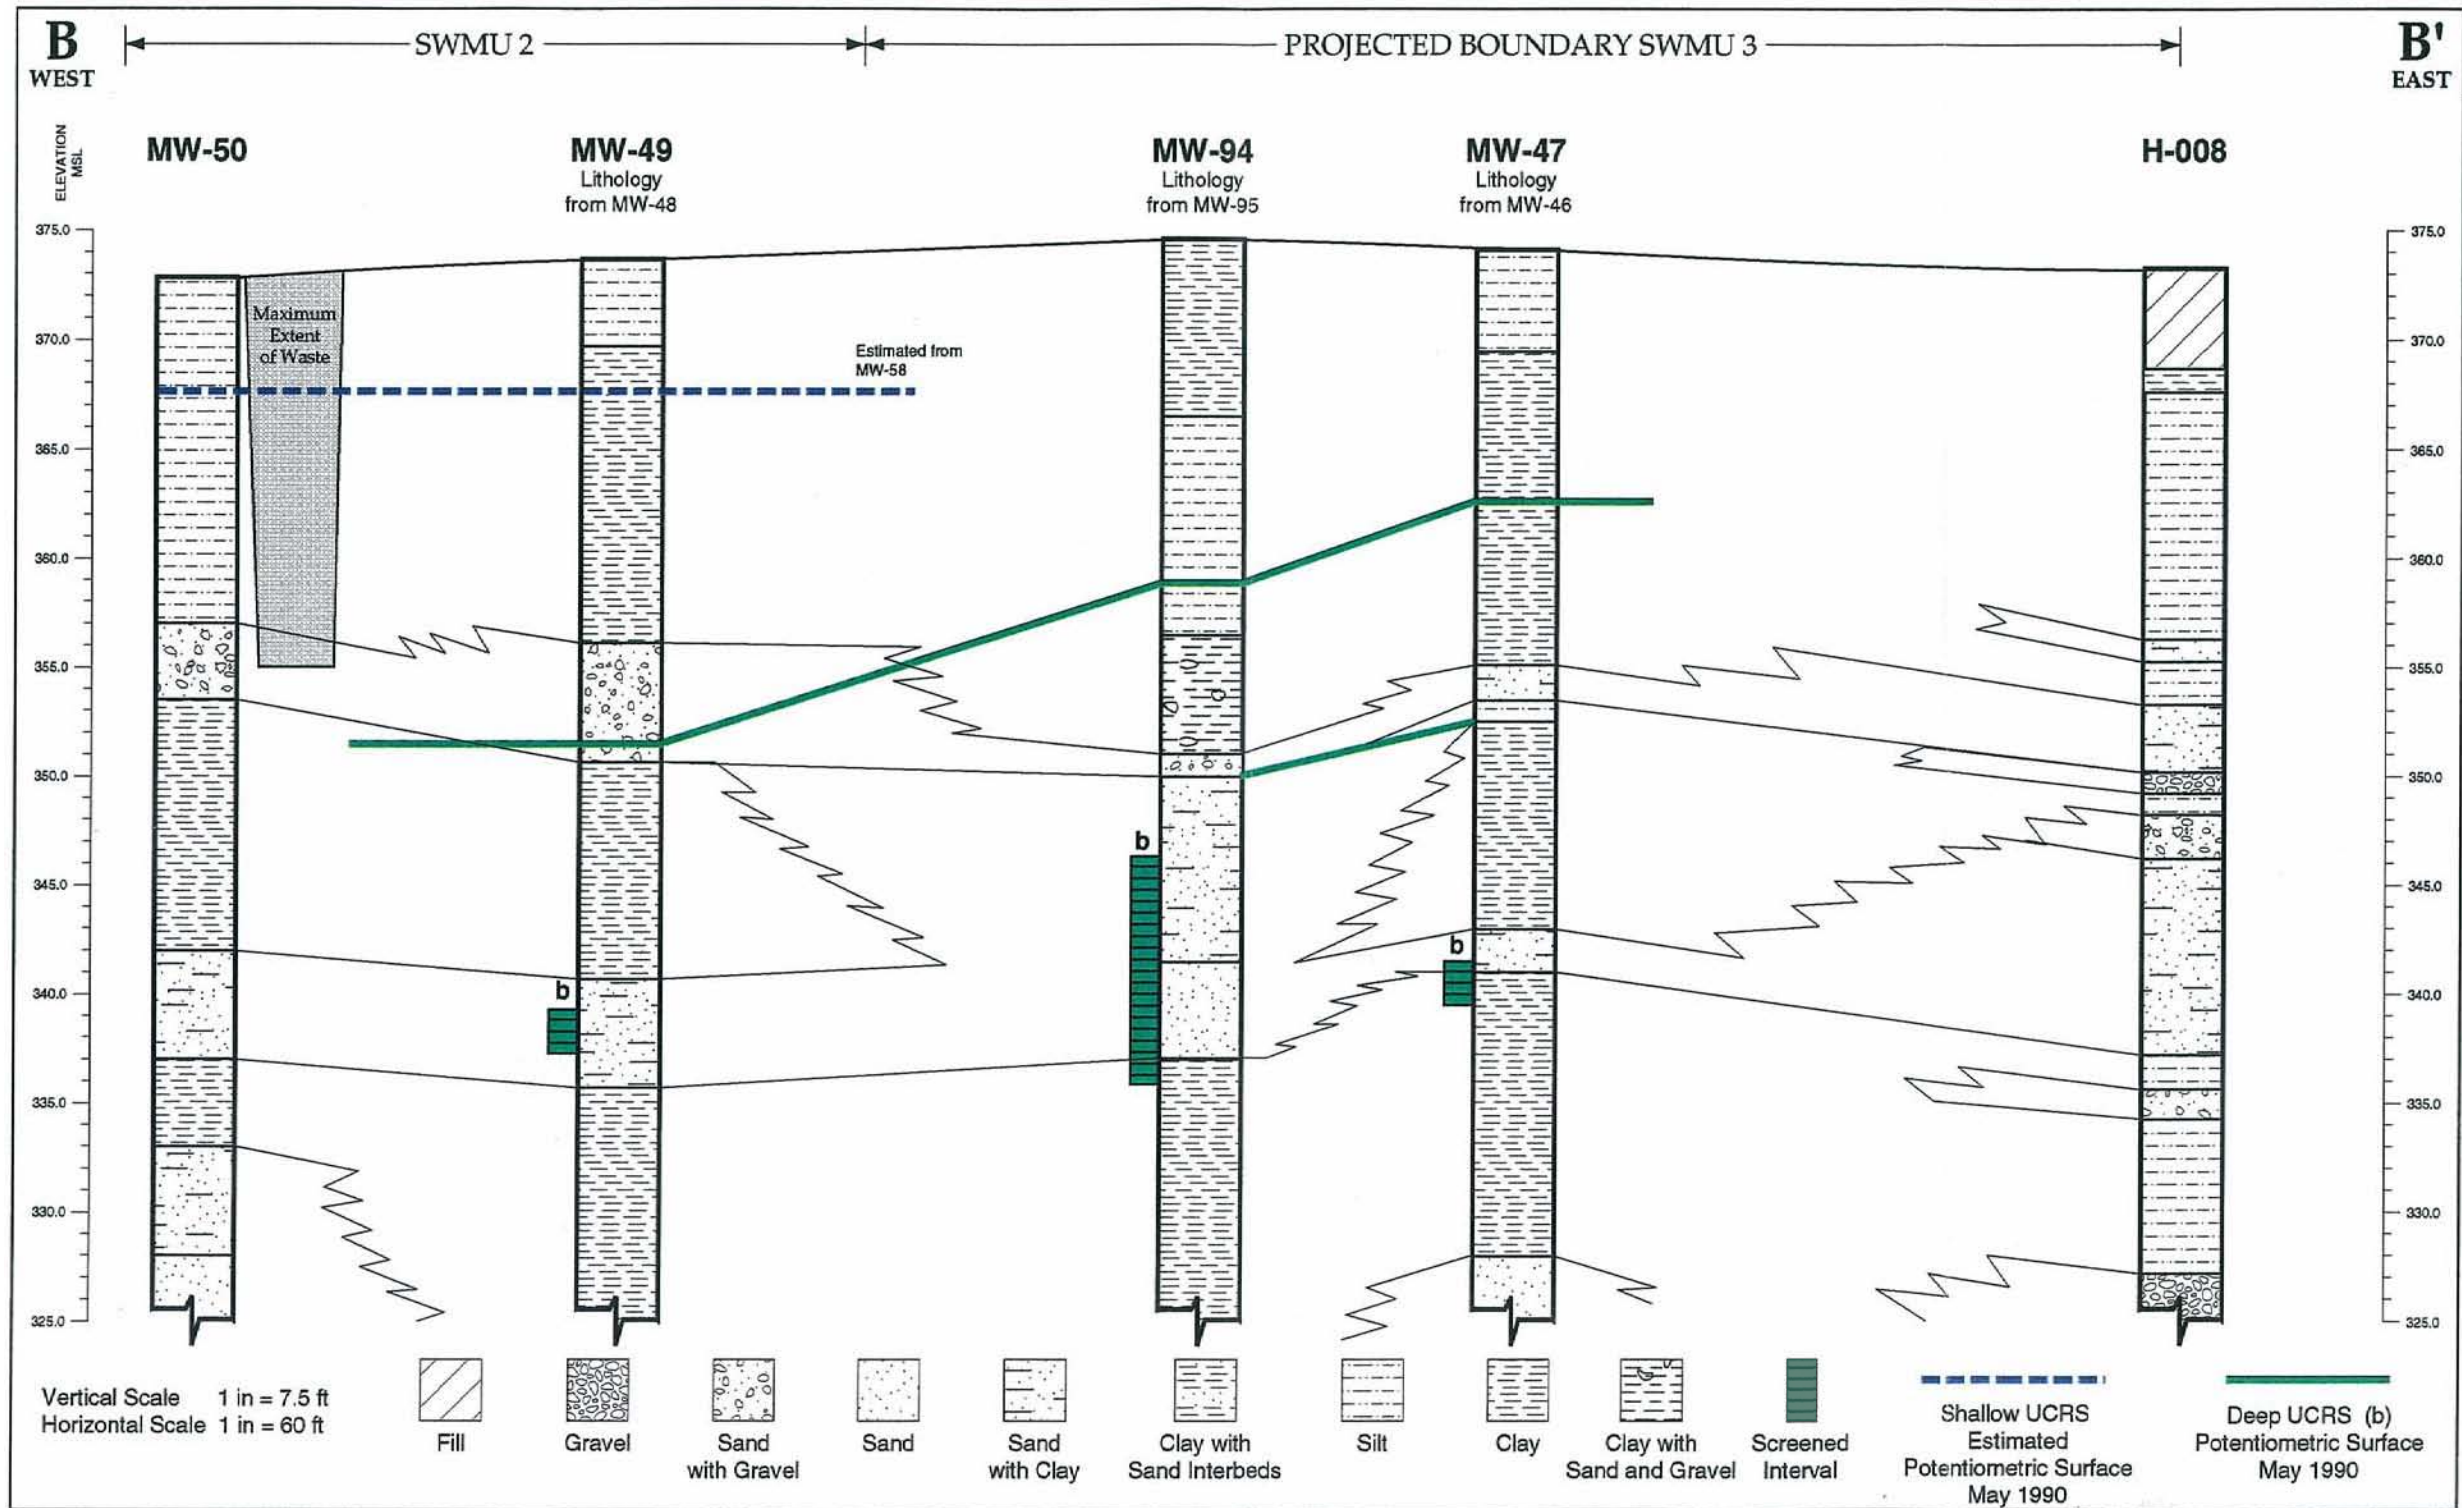 B
WEST
SWMU 2
PROJECTED BOUNDARY SWMU 3
B'
EAST
ELEVATION
MSL
MW-50
MW-49
Lithology
from MW-48
MW-94
Lithology
from MW-95
MW-47
Lithology
from MW-46
H-008
375.0
370.0
365.0
360.0
355.0
350.0
345.0
340.0
335.0
330.0
325.0
Maximum
Extent
of Waste
Estimated from
MW-58
b
b
b
375.0
370.0
365.0
360.0
355.0
350.0
345.0
340.0
335.0
330.0
325.0
Vertical Scale 1 in = 7.5 ft
Horizontal Scale 1 in = 60 ft
Fill
Gravel
Sand
with Gravel
Sand
Sand
with Clay
Clay with
Sand Interbeds
Silt
Clay
Clay with
Sand and Gravel
Screened
Interval
Shallow UCRS
Estimated
Potentiometric Surface
May 1990
Deep UCRS (b)
Potentiometric Surface
May 1990